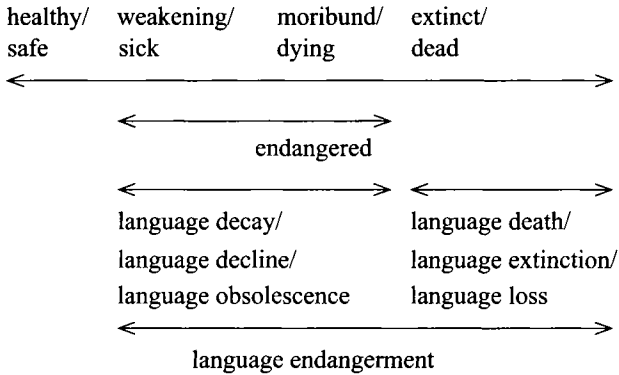 healthy/ weakening/ moribund/ extinct/
safe sick dying dead
endangered
language decay/ language death/
language decline/ language extinction/
language obsolescence language loss
language endangerment